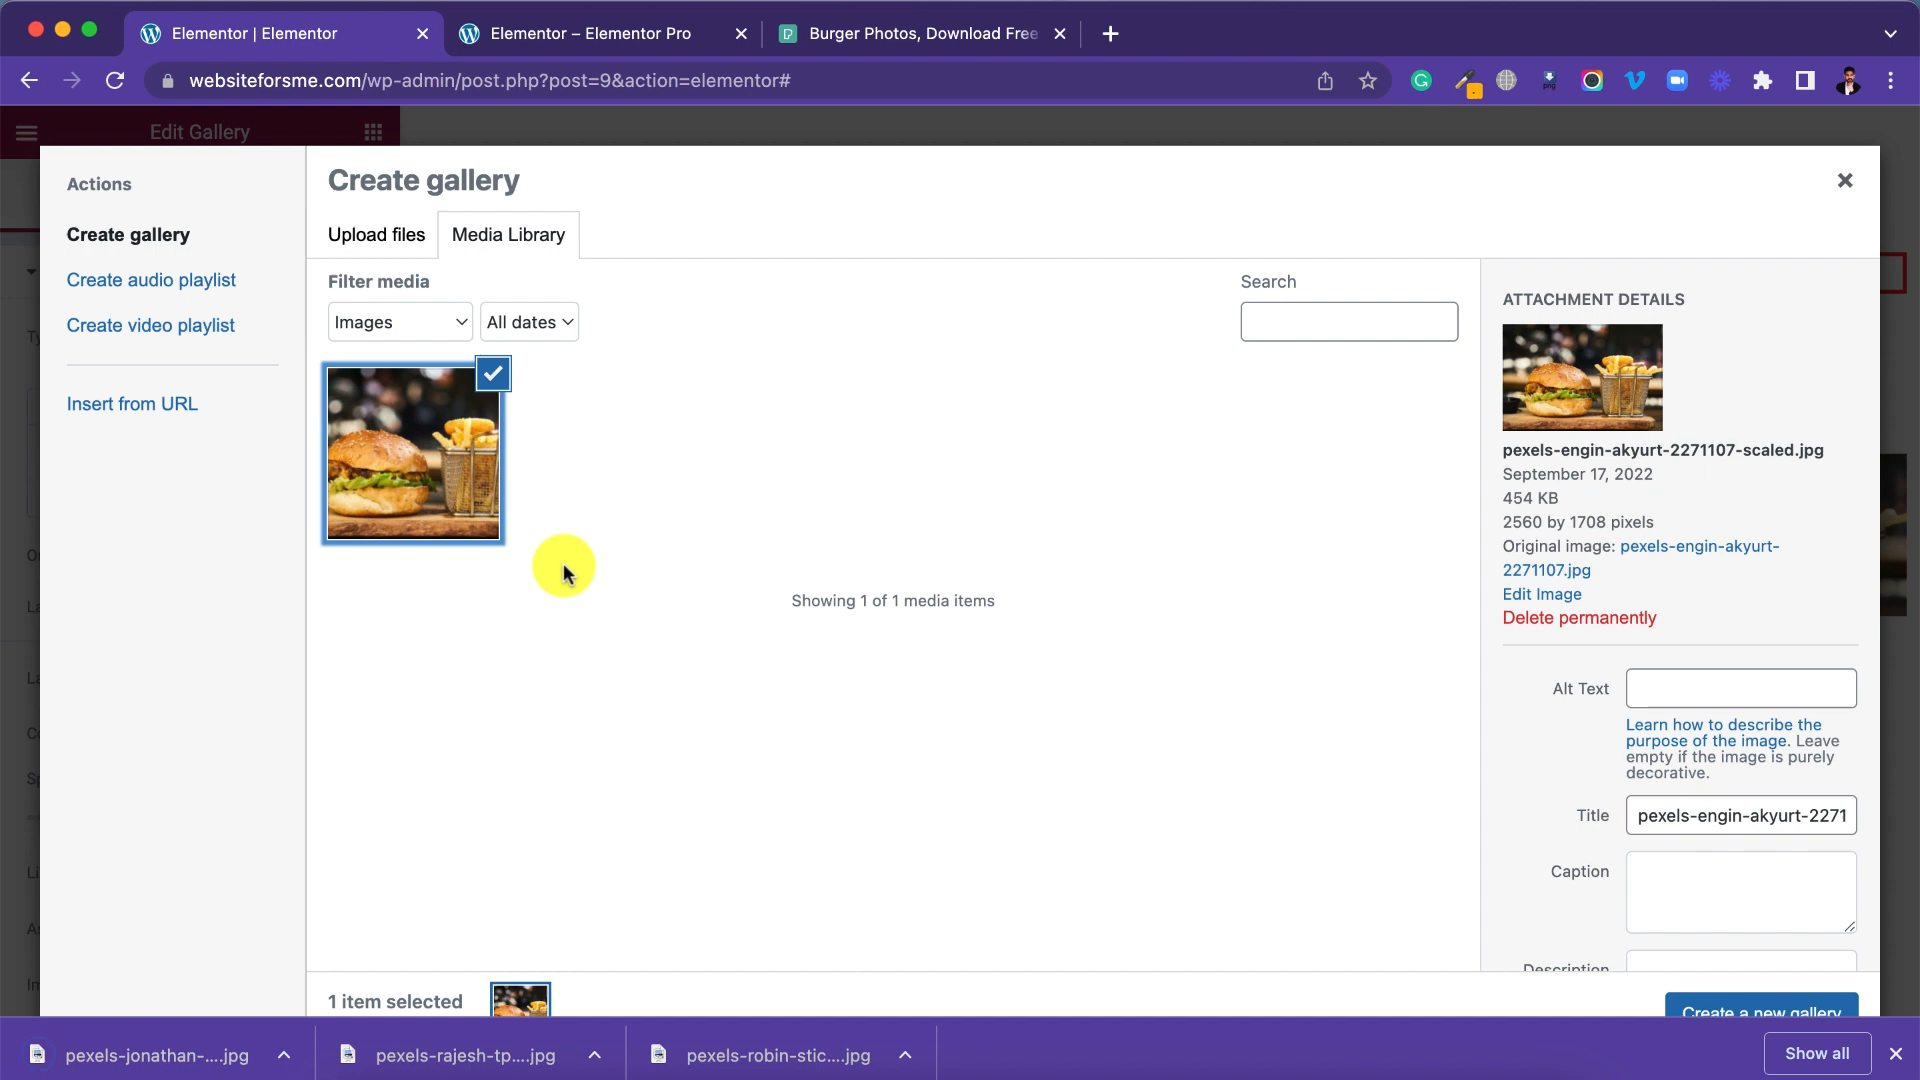 Elementor | Elementor
Elementor – Elementor Pro
Burger Photos, Download Free
websiteforsme.com/wp-admin/post.php?post=9&action=elementor#
Edit Gallery
Actions
Create gallery
Create audio playlist
Create video playlist
Insert from URL
Create gallery
Upload files
Media Library
Filter media
Images
All dates
Search
Showing 1 of 1 media items
ATTACHMENT DETAILS
pexels-engin-akyurt-2271107-scaled.jpg
September 17, 2022
454 KB
2560 by 1708 pixels
Original image: pexels-engin-akyurt-
2271107.jpg
Edit Image
Delete permanently
Alt Text
Learn how to describe the
purpose of the image. Leave
empty if the image is purely
decorative.
Title
pexels-engin-akyurt-2271
Caption
Description
1 item selected
Create a new gallery
pexels-jonathan-....jpg
pexels-rajesh-tp....jpg
pexels-robin-stic....jpg
Show all